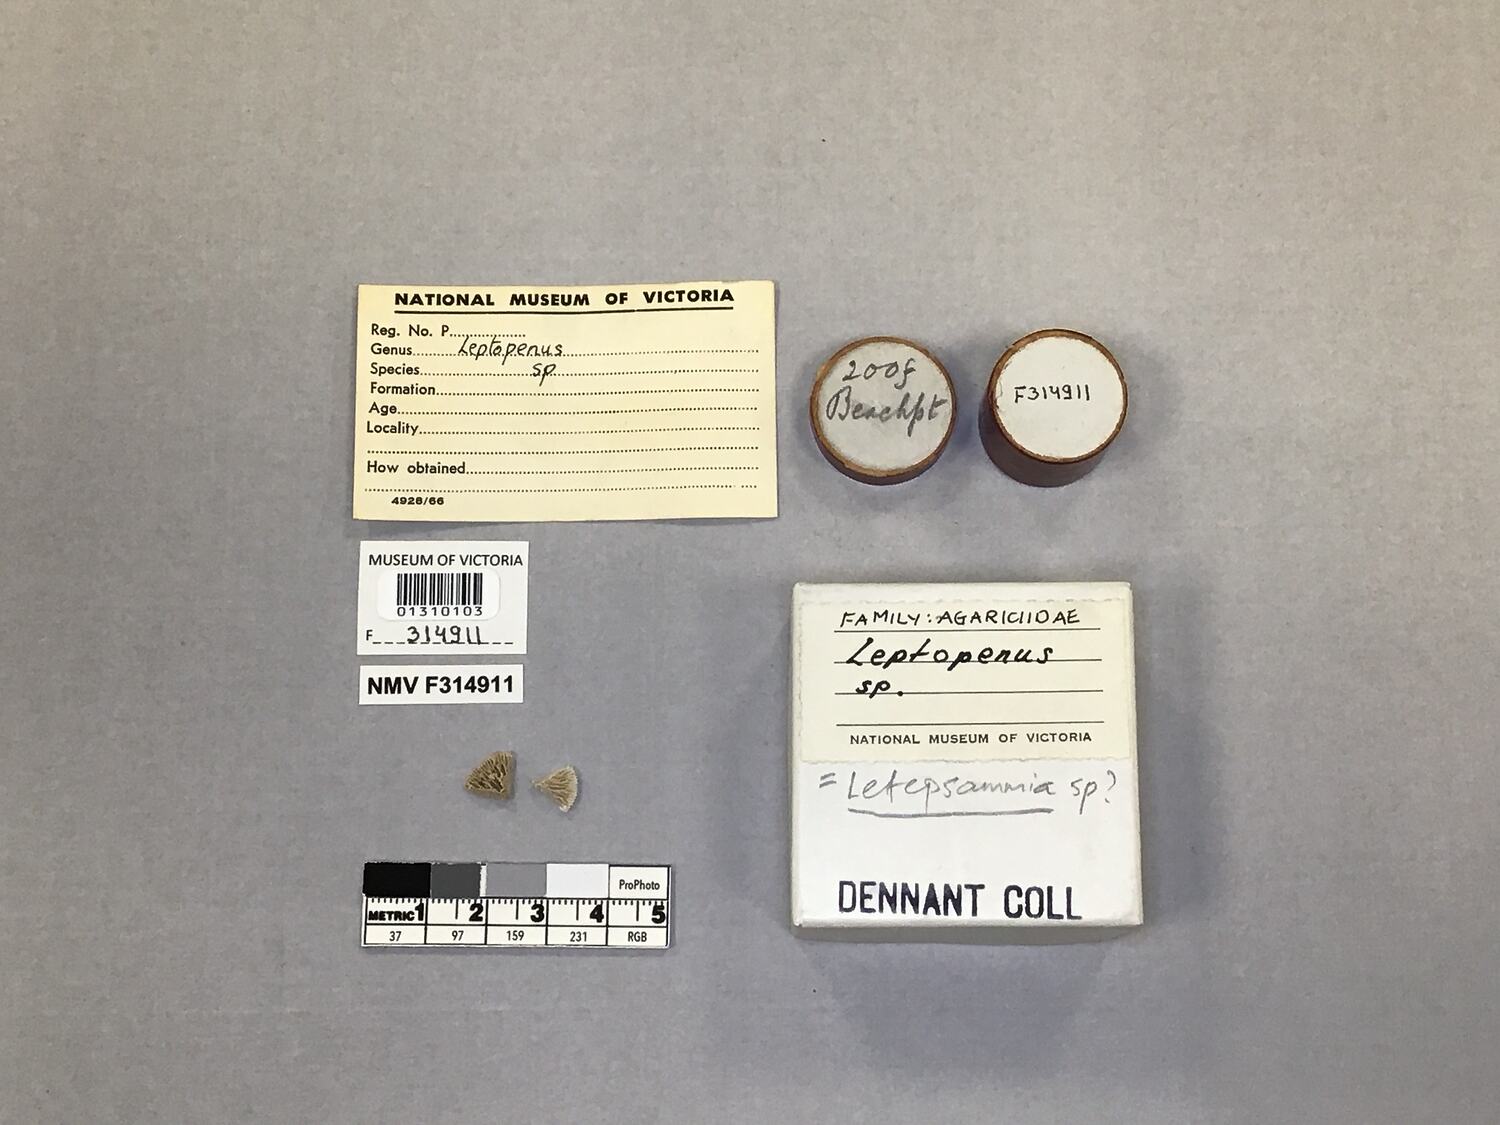 NATIONAL MUSEUM OF VICTORIA
Reg. No. P
Genus Leptopenus
Species sp
Formation
Age
Locality
How obtained
4928/66
200f
Beachpt
F314911
MUSEUM OF VICTORIA
01310103
F 314911
NMV F314911
FAMILY: AGARICIIDAE
Leptopenus
sp.
NATIONAL MUSEUM OF VICTORIA
= Letepsammia sp?
DENNANT COLL
ProPhoto
METRIC 1 2 3 4 5
37 97 159 231 RGB